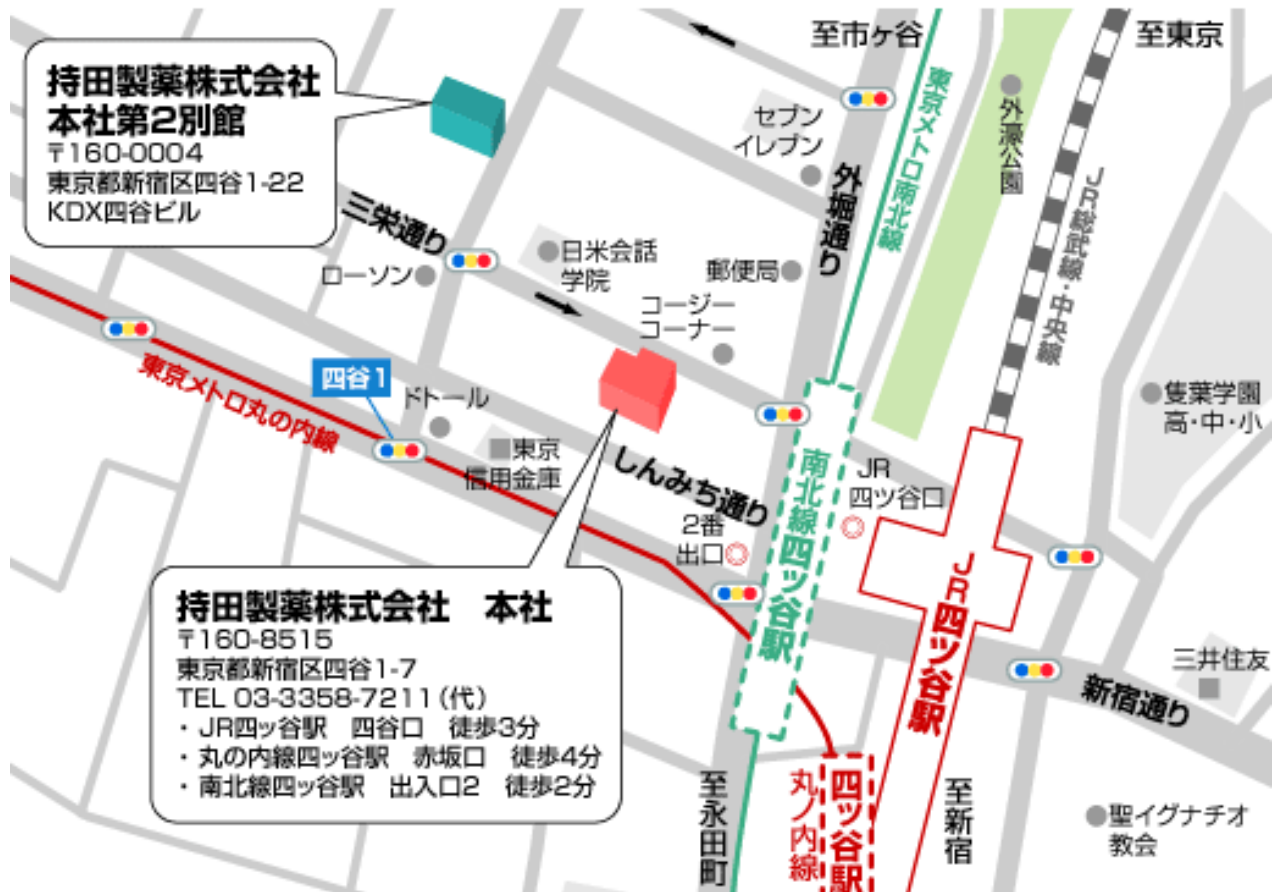 持田製薬株式会社
本社第2別館
〒160-0004
東京都新宿区四谷1-22
KDX四谷ビル
至市ヶ谷
至東京
東京メトロ南北線
外濠公園
JR総武線・中央線
セブン
イレブン
外堀通り
三栄通り
日米会話
学院
ローソン
郵便局
コージー
コーナー
四谷1
東京メトロ丸の内線
ドトール
東京
信用金庫
しんみち通り
2番
出口
南北線四ッ谷駅
JR
四ツ谷口
隻葉学園
高・中・小
JR四ツ谷駅
三井住友
新宿通り
持田製薬株式会社 本社
〒160-8515
東京都新宿区四谷1-7
TEL 03-3358-7211(代)
・JR四ッ谷駅 四谷口 徒歩3分
・丸の内線四ッ谷駅 赤坂口 徒歩4分
・南北線四ッ谷駅 出入口2 徒歩2分
至永田町
丸ノ内線
四ッ谷駅
至新宿
聖イグナチオ
教会